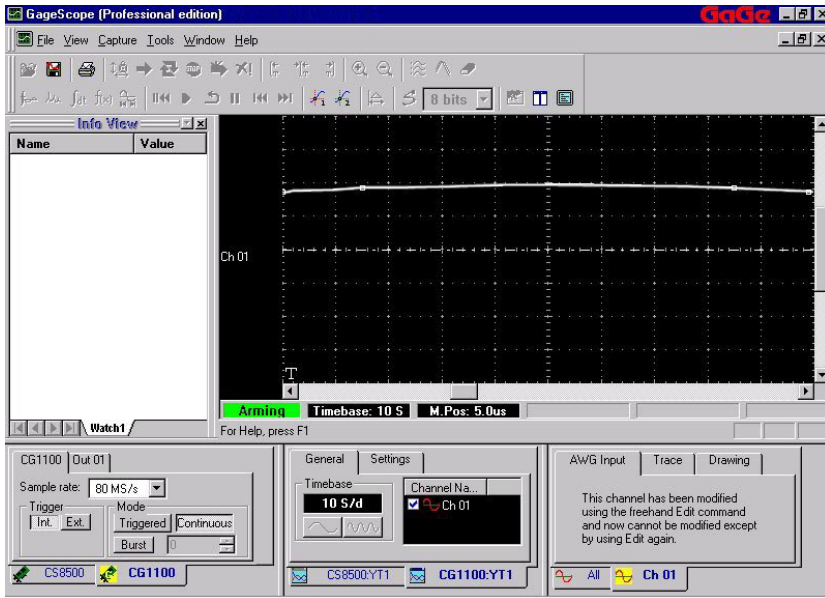 GageScope (Professional edition)
GaGe
File View Capture Tools Window Help
8 bits
Info View
Name Value
Ch 01
T
Watch1
Arming Timebase: 10 S M.Pos: 5.0us
For Help, press F1
CG1100 Out 01
Sample rate: 80 MS/s
Trigger
Int. Ext.
Mode
Triggered Continuous
Burst 0
CS8500 CG1100
General Settings
Timebase
10 S/d
Channel Na...
Ch 01
CS8500:YT1 CG1100:YT1
AWG Input Trace Drawing
This channel has been modified
using the freehand Edit command
and now cannot be modified except
by using Edit again.
All Ch 01